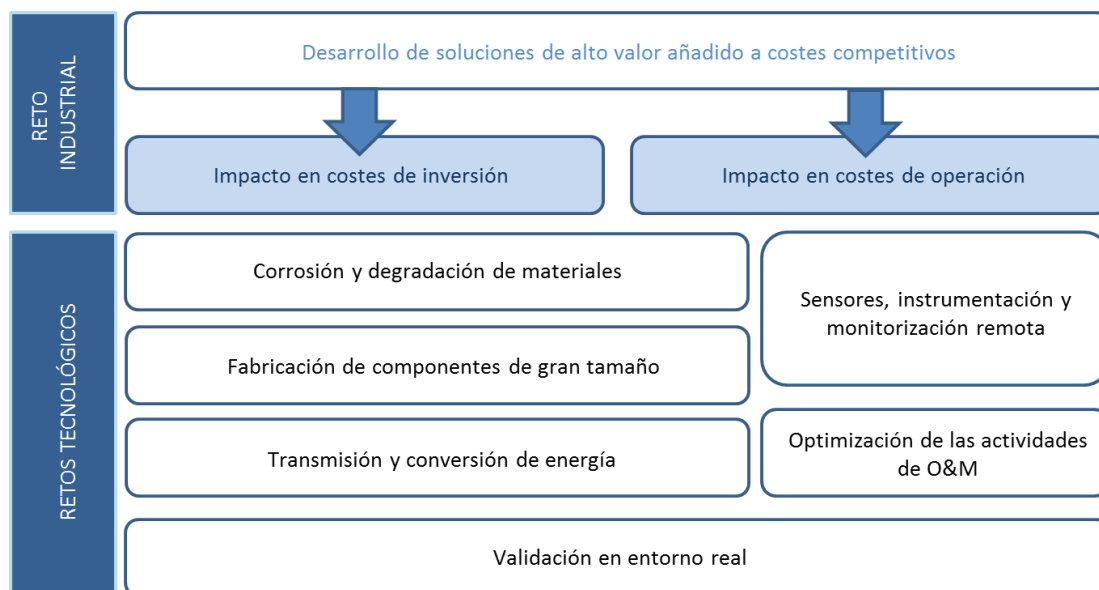 RETO
INDUSTRIAL
Desarrollo de soluciones de alto valor añadido a costes competitivos
Impacto en costes de inversión
Impacto en costes de operación
RETOS TECNOLÓGICOS
Corrosión y degradación de materiales
Fabricación de componentes de gran tamaño
Transmisión y conversión de energía
Sensores, instrumentación y
monitorización remota
Optimización de las actividades
de O&M
Validación en entorno real